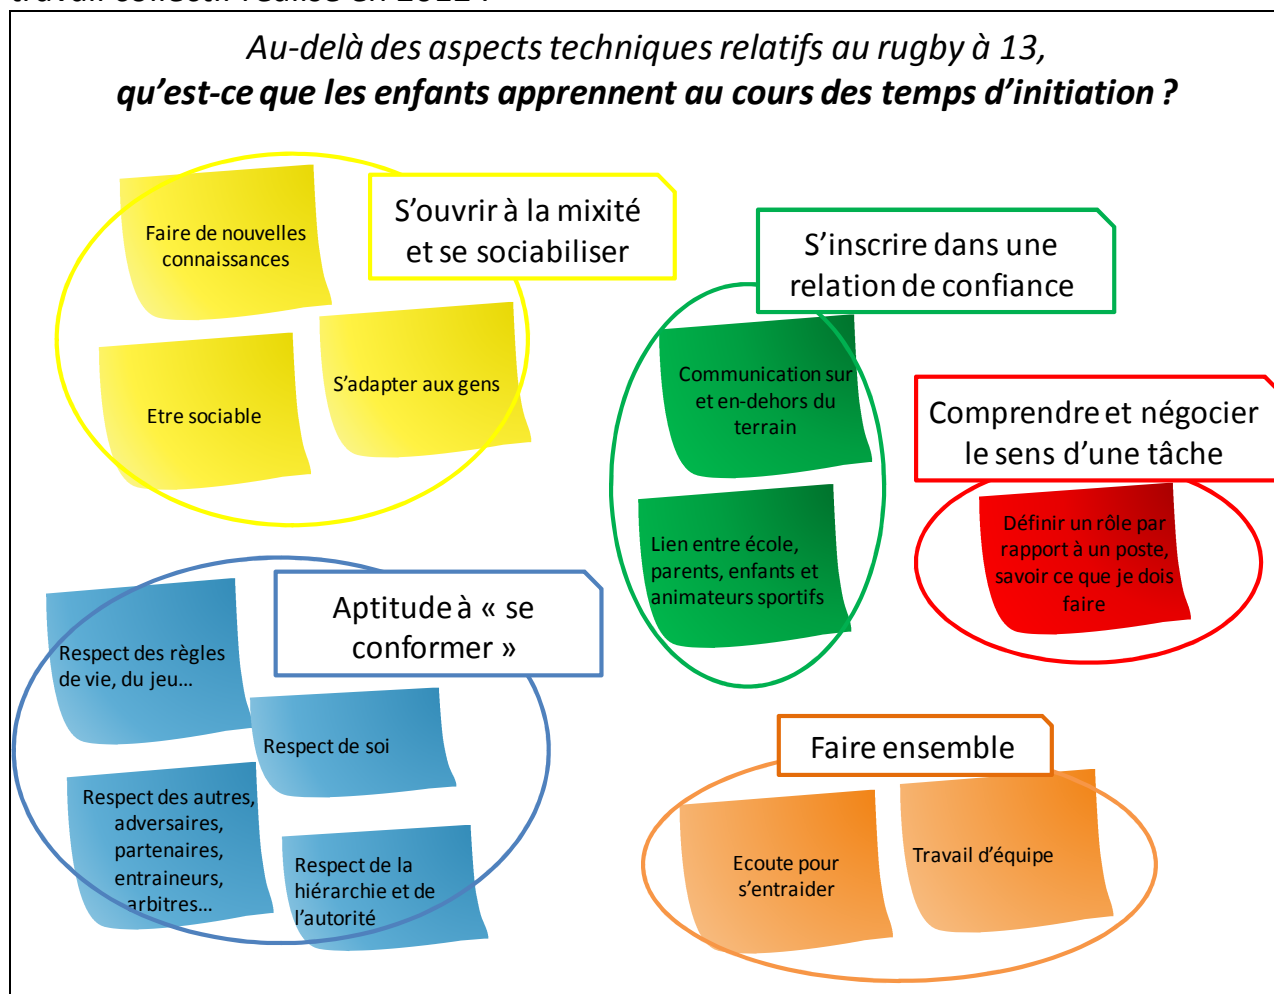 Au-delà des aspects techniques relatifs au rugby à 13,
qu’est-ce que les enfants apprennent au cours des temps d’initiation ?
S’ouvrir à la mixité
et se sociabiliser
Faire de nouvelles
connaissances
S’adapter aux gens
Etre sociable
S’inscrire dans une
relation de confiance
Communication sur
et en-dehors du
terrain
Lien entre école,
parents, enfants et
animateurs sportifs
Comprendre et négocier
le sens d’une tâche
Définir un rôle par
rapport à un poste,
savoir ce que je dois
faire
Aptitude à « se
conformer »
Respect des règles
de vie, du jeu…
Respect de soi
Respect des autres,
adversaires,
partenaires,
entraineurs,
arbitres…
Respect de la
hiérarchie et de
l’autorité
Faire ensemble
Ecoute pour
s’entraider
Travail d’équipe